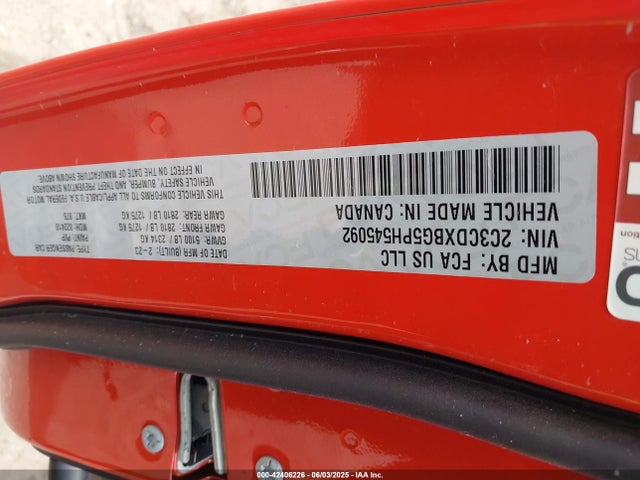 MFD BY: FCA US LLC
DATE OF MFR (BUILT): 2-23
GVWR: 5100 LB / 2314 KG
GAWR FRONT: 2810 LB / 1275 KG
GAWR REAR: 2810 LB / 1275 KG
THIS VEHICLE CONFORMS TO ALL APPLICABLE U.S.A. FEDERAL MOTOR
VEHICLE SAFETY, BUMPER, AND THEFT PREVENTION STANDARDS
IN EFFECT ON THE DATE OF MANUFACTURE SHOWN ABOVE.
VIN: 2C3CDXBG5PH545092
TYPE: PASSENGER CAR
PAINT: PVP
VEHICLE MADE IN: CANADA
000-42406226 - 06/03/2025 - IAA Inc.